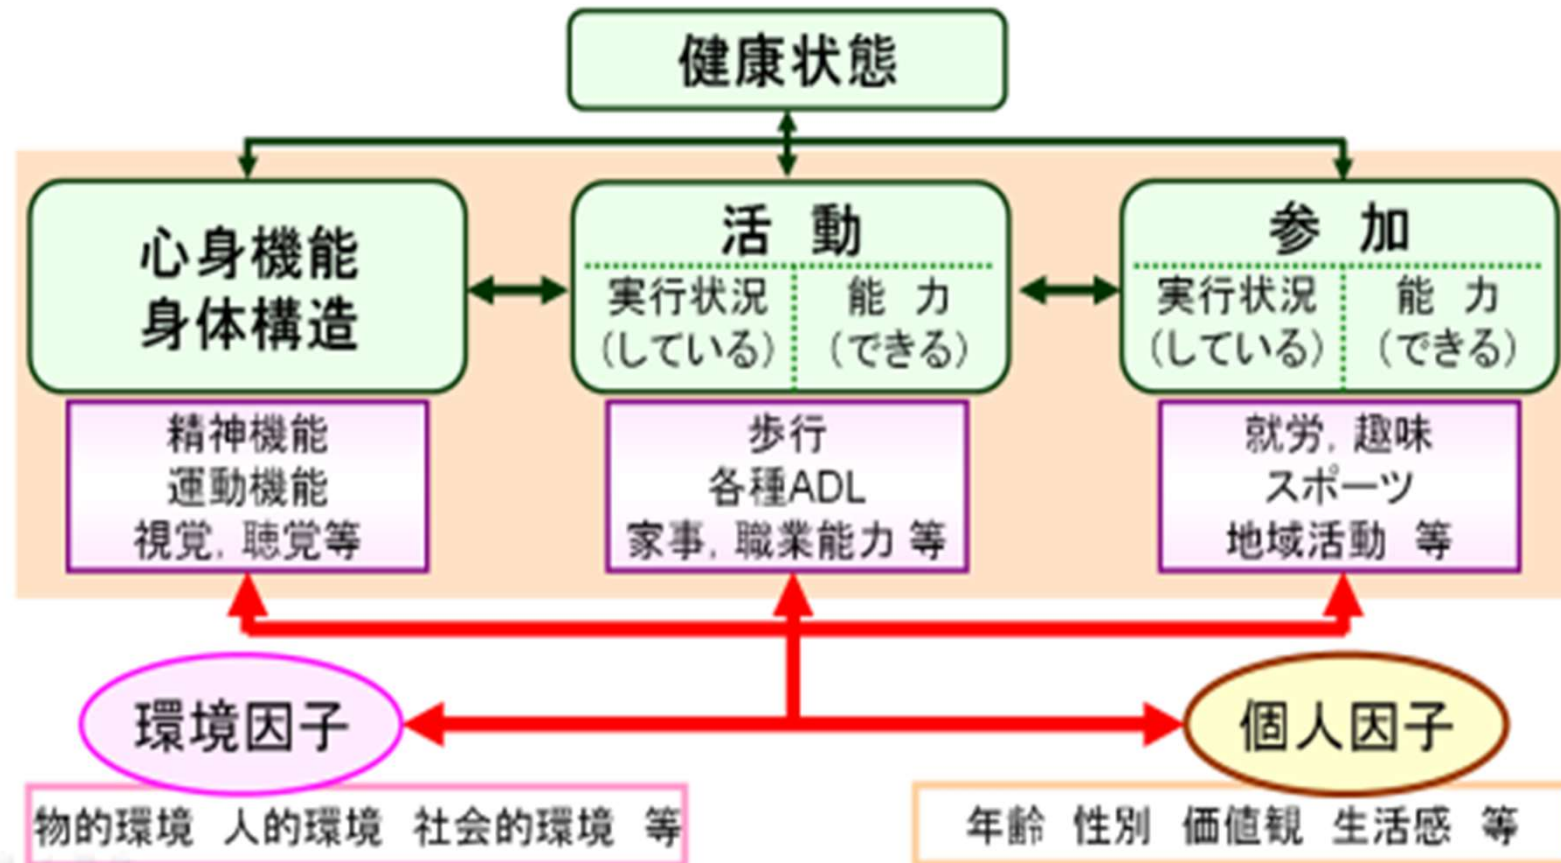 健康状態
心身機能
身体構造
活 動
実行状況
(している)
能 力
(できる)
参 加
実行状況
(している)
能 力
(できる)
精神機能
運動機能
視覚, 聴覚等
歩行
各種ADL
家事, 職業能力 等
就労, 趣味
スポーツ
地域活動 等
環境因子
個人因子
物的環境 人的環境 社会的環境 等
年齢 性別 価値観 生活感 等